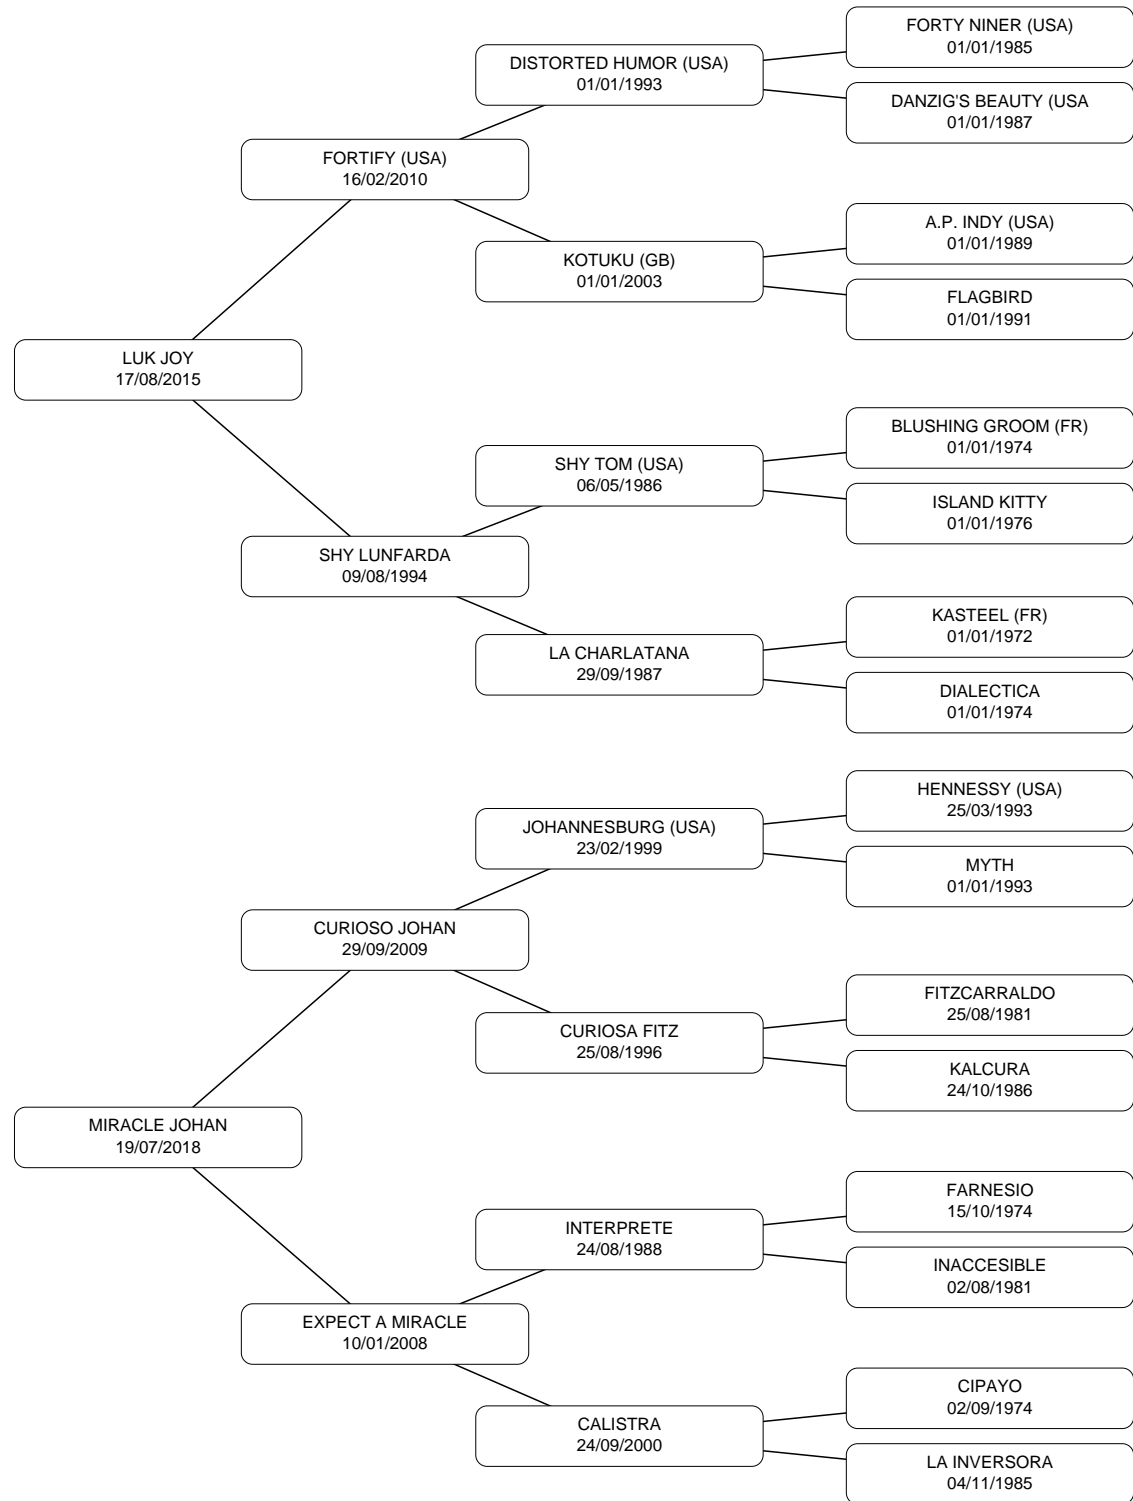 FORTY NINER (USA)
01/01/1985
DISTORTED HUMOR (USA)
01/01/1993
DANZIG'S BEAUTY (USA
01/01/1987
FORTIFY (USA)
16/02/2010
A.P. INDY (USA)
01/01/1989
KOTUKU (GB)
01/01/2003
FLAGBIRD
01/01/1991
LUK JOY
17/08/2015
BLUSHING GROOM (FR)
01/01/1974
SHY TOM (USA)
06/05/1986
ISLAND KITTY
01/01/1976
SHY LUNFARDA
09/08/1994
KASTEEL (FR)
01/01/1972
LA CHARLATANA
29/09/1987
DIALECTICA
01/01/1974
HENNESSY (USA)
25/03/1993
JOHANNESBURG (USA)
23/02/1999
MYTH
01/01/1993
CURIOSO JOHAN
29/09/2009
FITZCARRALDO
25/08/1981
CURIOSA FITZ
25/08/1996
KALCURA
24/10/1986
MIRACLE JOHAN
19/07/2018
FARNESIO
15/10/1974
INTERPRETE
24/08/1988
INACCESIBLE
02/08/1981
EXPECT A MIRACLE
10/01/2008
CIPAYO
02/09/1974
CALISTRA
24/09/2000
LA INVERSORA
04/11/1985